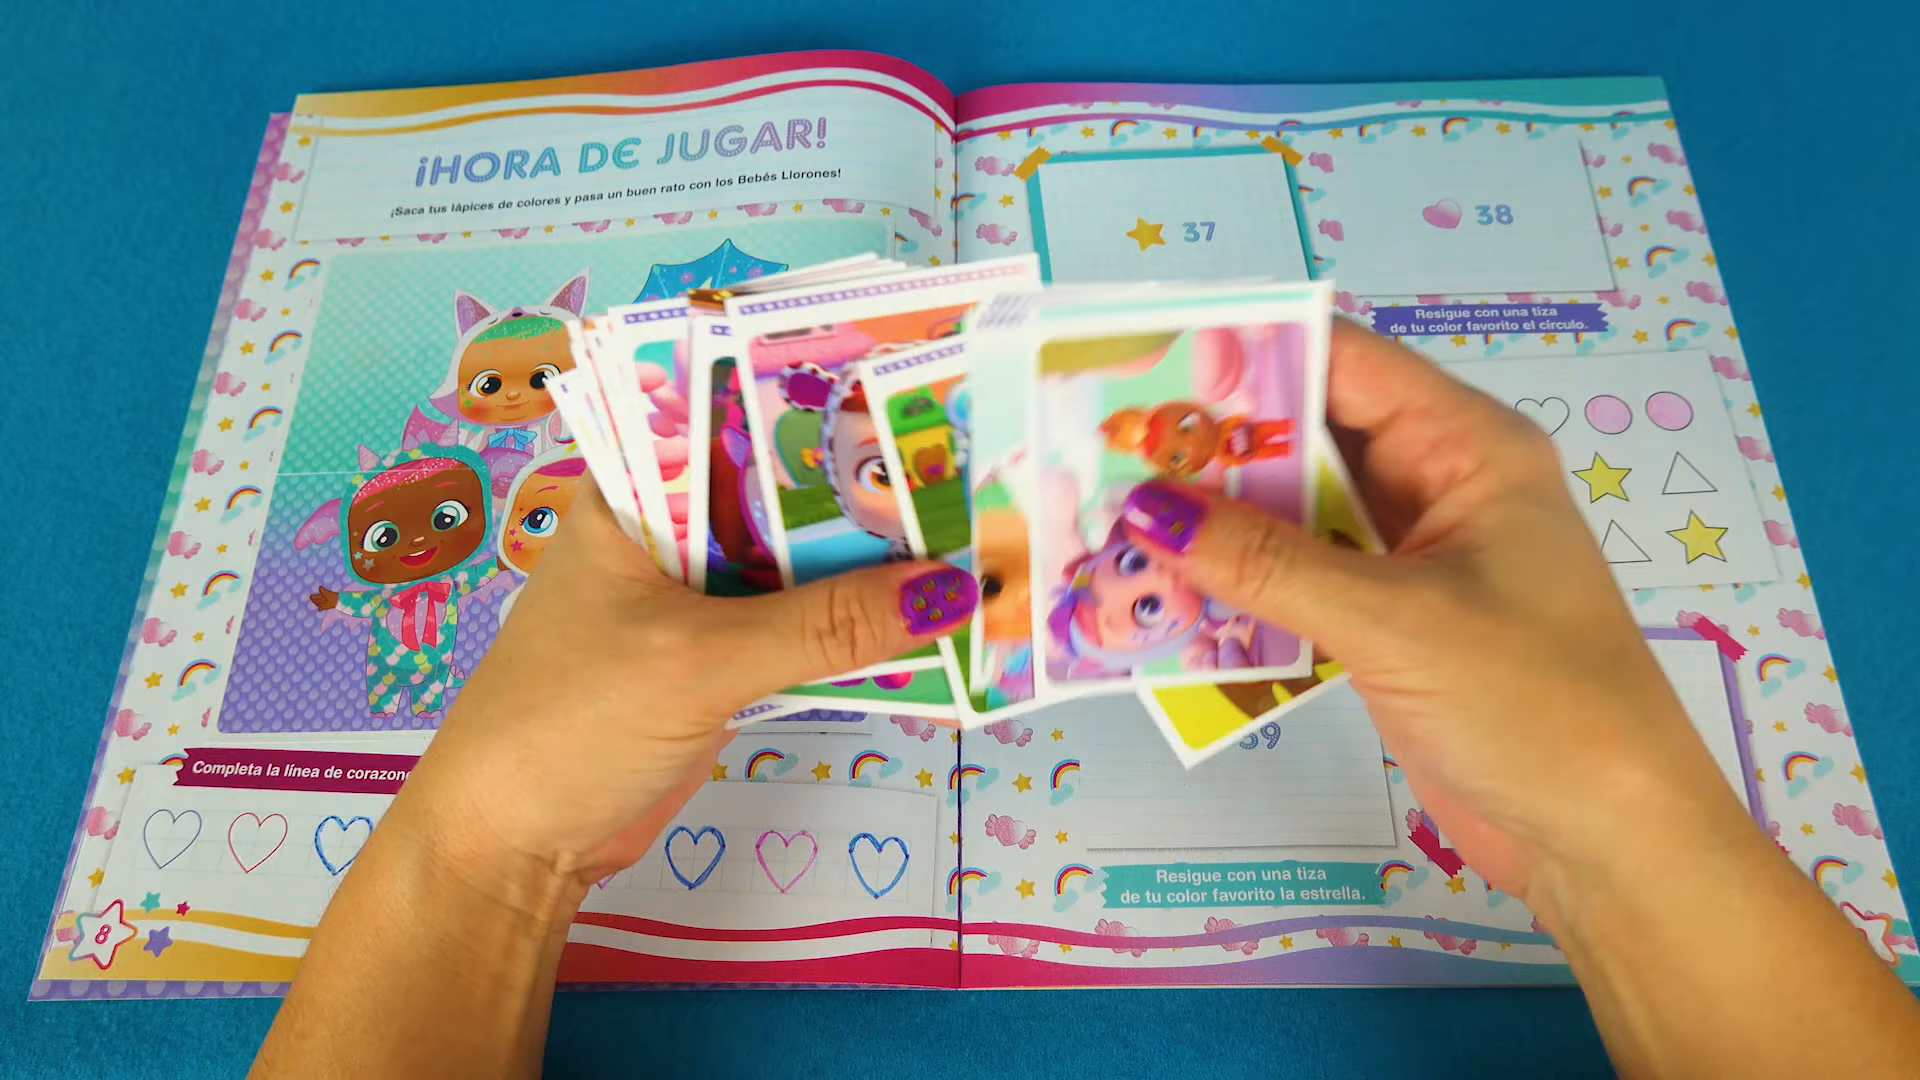 ¡HORA DE JUGAR!
¡Saca tus lápices de colores y pasa un buen rato con los Bebés Llorones!
37
38
Resigue con una tiza
de tu color favorito el círculo.
39
Completa la línea de corazone
Resigue con una tiza
de tu color favorito la estrella.
8